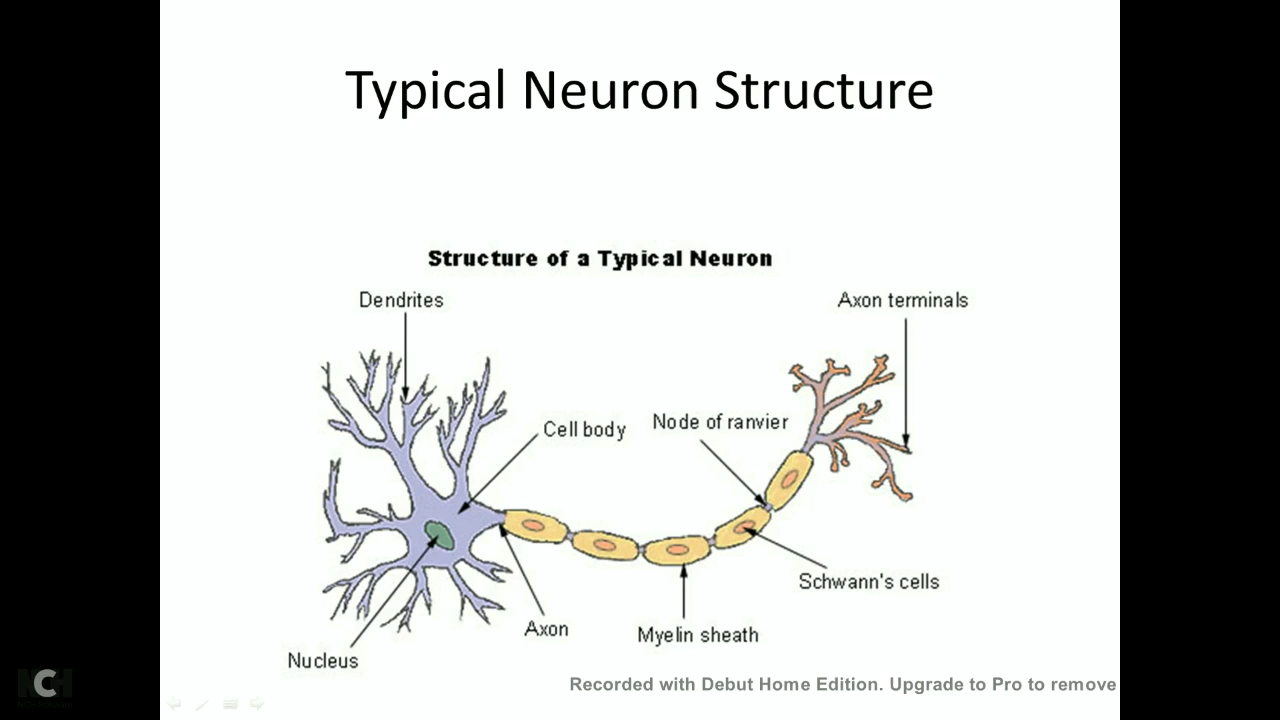 Typical Neuron Structure
Structure of a Typical Neuron
Dendrites
Axon terminals
Cell body
Node of ranvier
Schwann's cells
Axon
Myelin sheath
Nucleus
NCH
Recorded with Debut Home Edition. Upgrade to Pro to remove